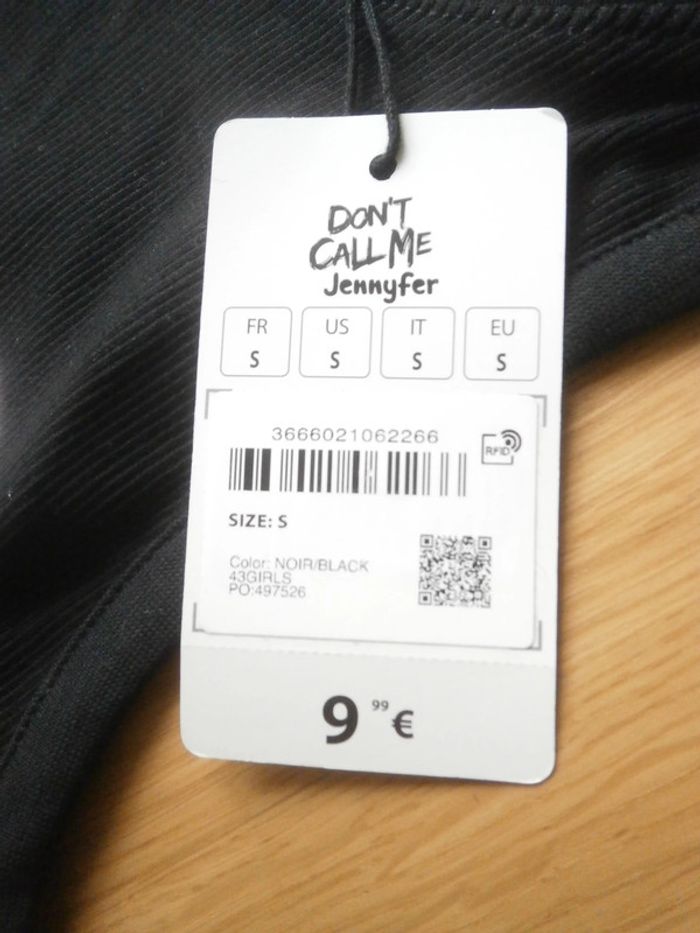 DON'T
CALL ME
Jennyfer
FR US IT EU
S S S S
3666021062266
RFID
SIZE: S
Color: NOIR/BLACK
43GIRLS
PO:497526
9 99 €